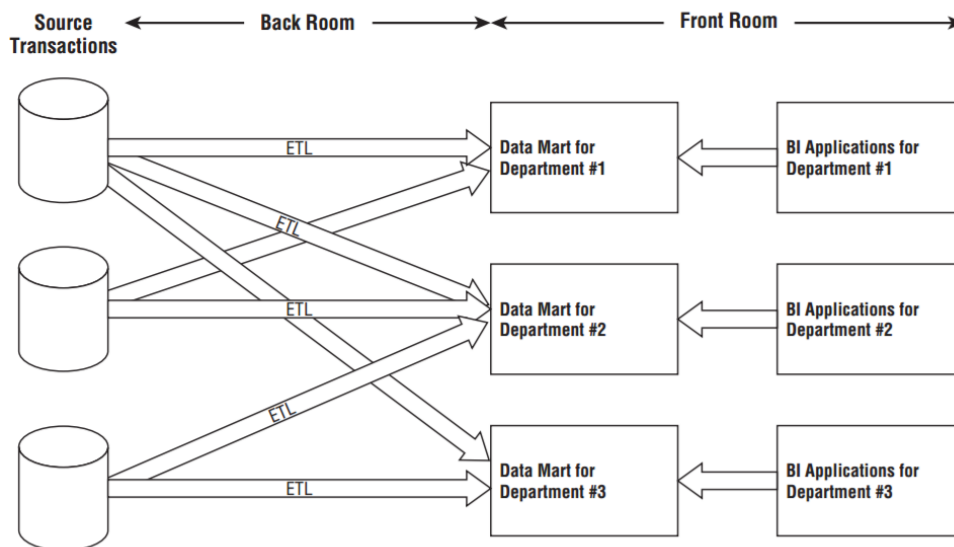 Source
Transactions
Back Room
Front Room
ETL
Data Mart for
Department #1
BI Applications for
Department #1
ETL
ETL
Data Mart for
Department #2
BI Applications for
Department #2
ETL
ETL
Data Mart for
Department #3
BI Applications for
Department #3